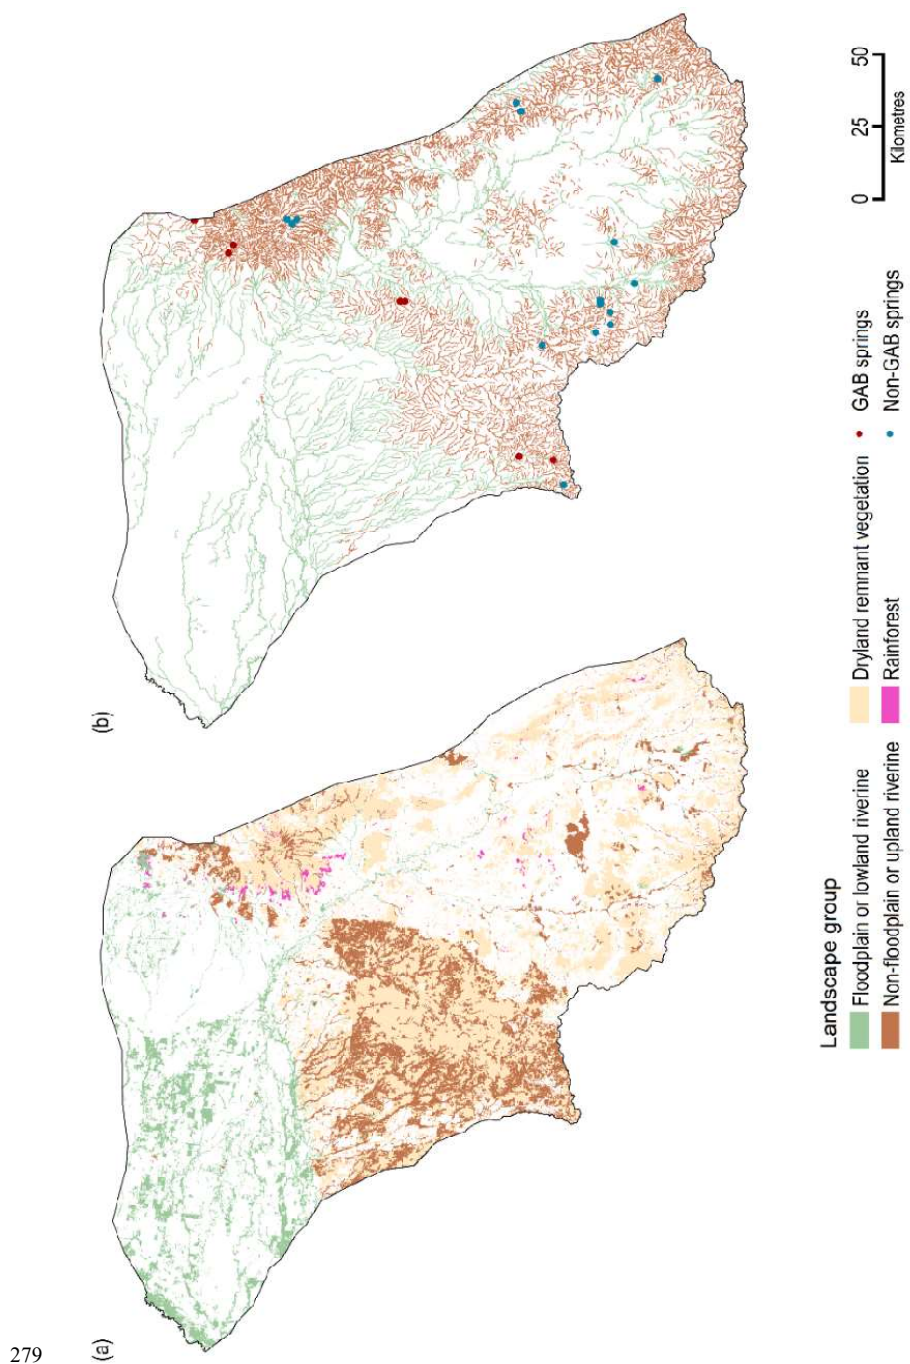 (a)
(b)
Landscape group
Floodplain or lowland riverine
Non-floodplain or upland riverine
Dryland remnant vegetation
Rainforest
GAB springs
Non-GAB springs
0 25 50
Kilometres
279